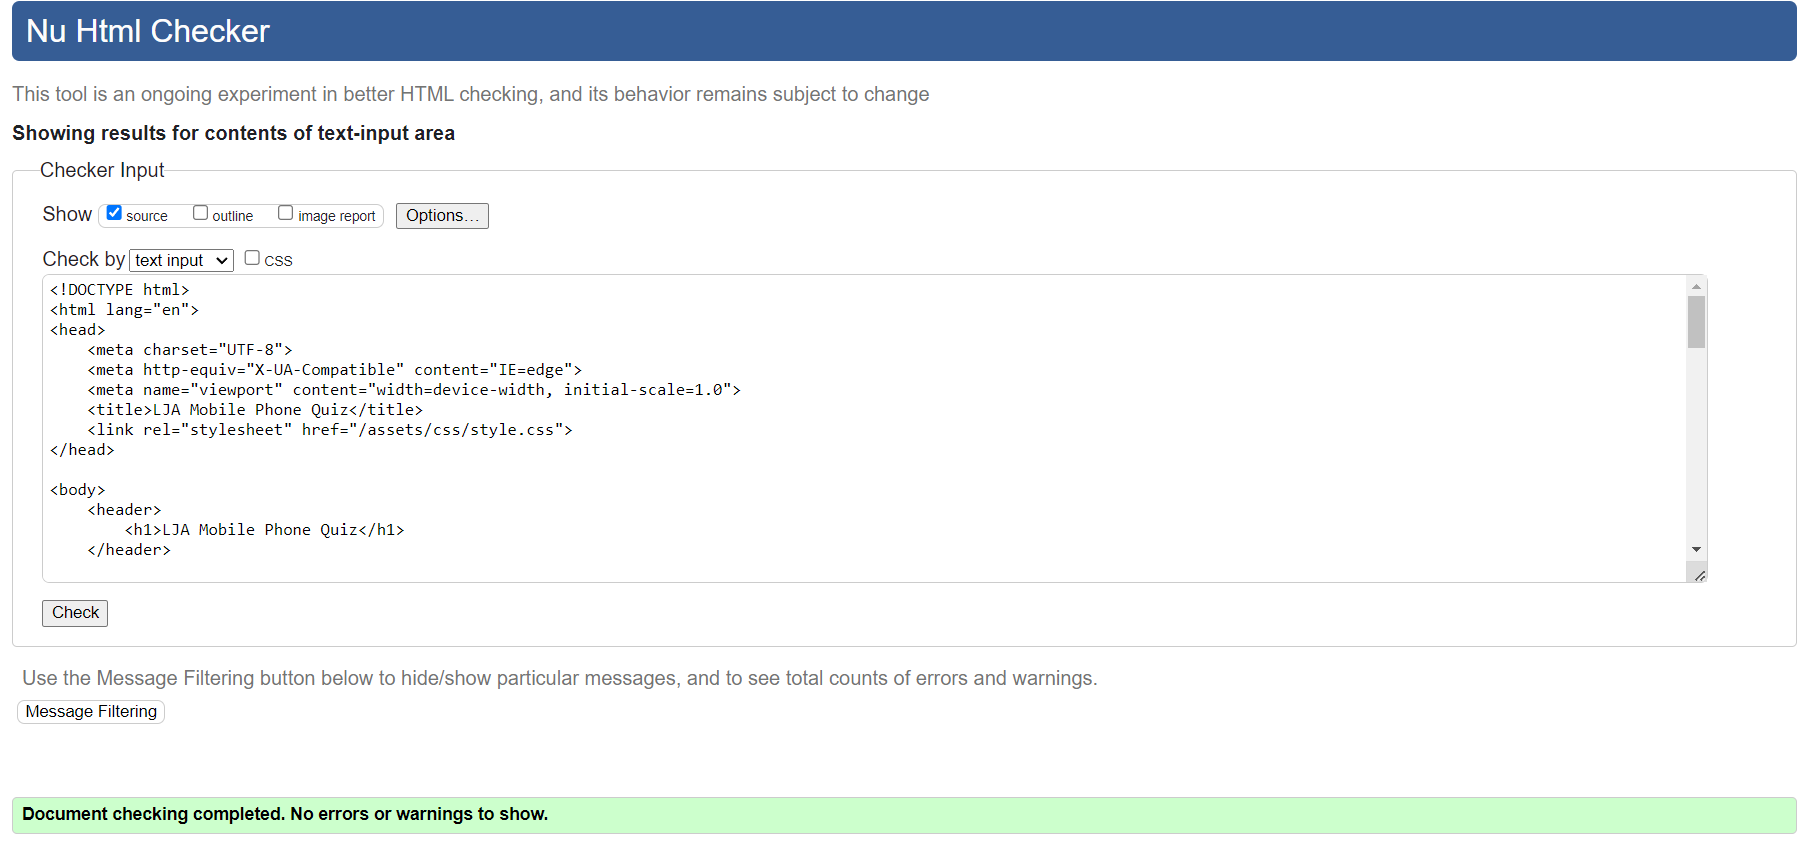 Nu Html Checker
This tool is an ongoing experiment in better HTML checking, and its behavior remains subject to change
Showing results for contents of text-input area
Checker Input
Show source outline image report Options...
Check by text input CSS
<!DOCTYPE html>
<html lang="en">
<head>
    <meta charset="UTF-8">
    <meta http-equiv="X-UA-Compatible" content="IE=edge">
    <meta name="viewport" content="width=device-width, initial-scale=1.0">
    <title>LJA Mobile Phone Quiz</title>
    <link rel="stylesheet" href="/assets/css/style.css">
</head>
<body>
    <header>
        <h1>LJA Mobile Phone Quiz</h1>
    </header>
Check
Use the Message Filtering button below to hide/show particular messages, and to see total counts of errors and warnings.
Message Filtering
Document checking completed. No errors or warnings to show.